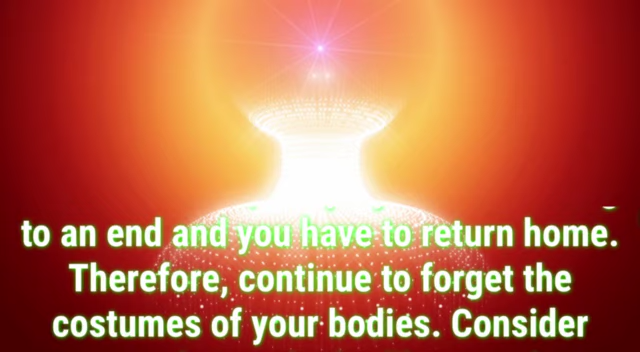 to an end and you have to return home.
Therefore, continue to forget the
costumes of your bodies. Consider